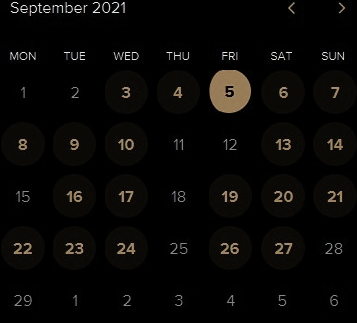 September 2021
MON TUE WED THU FRI SAT SUN
1 2 3 4 5 6 7
8 9 10 11 12 13 14
15 16 17 18 19 20 21
22 23 24 25 26 27 28
29 1 2 3 4 5 6